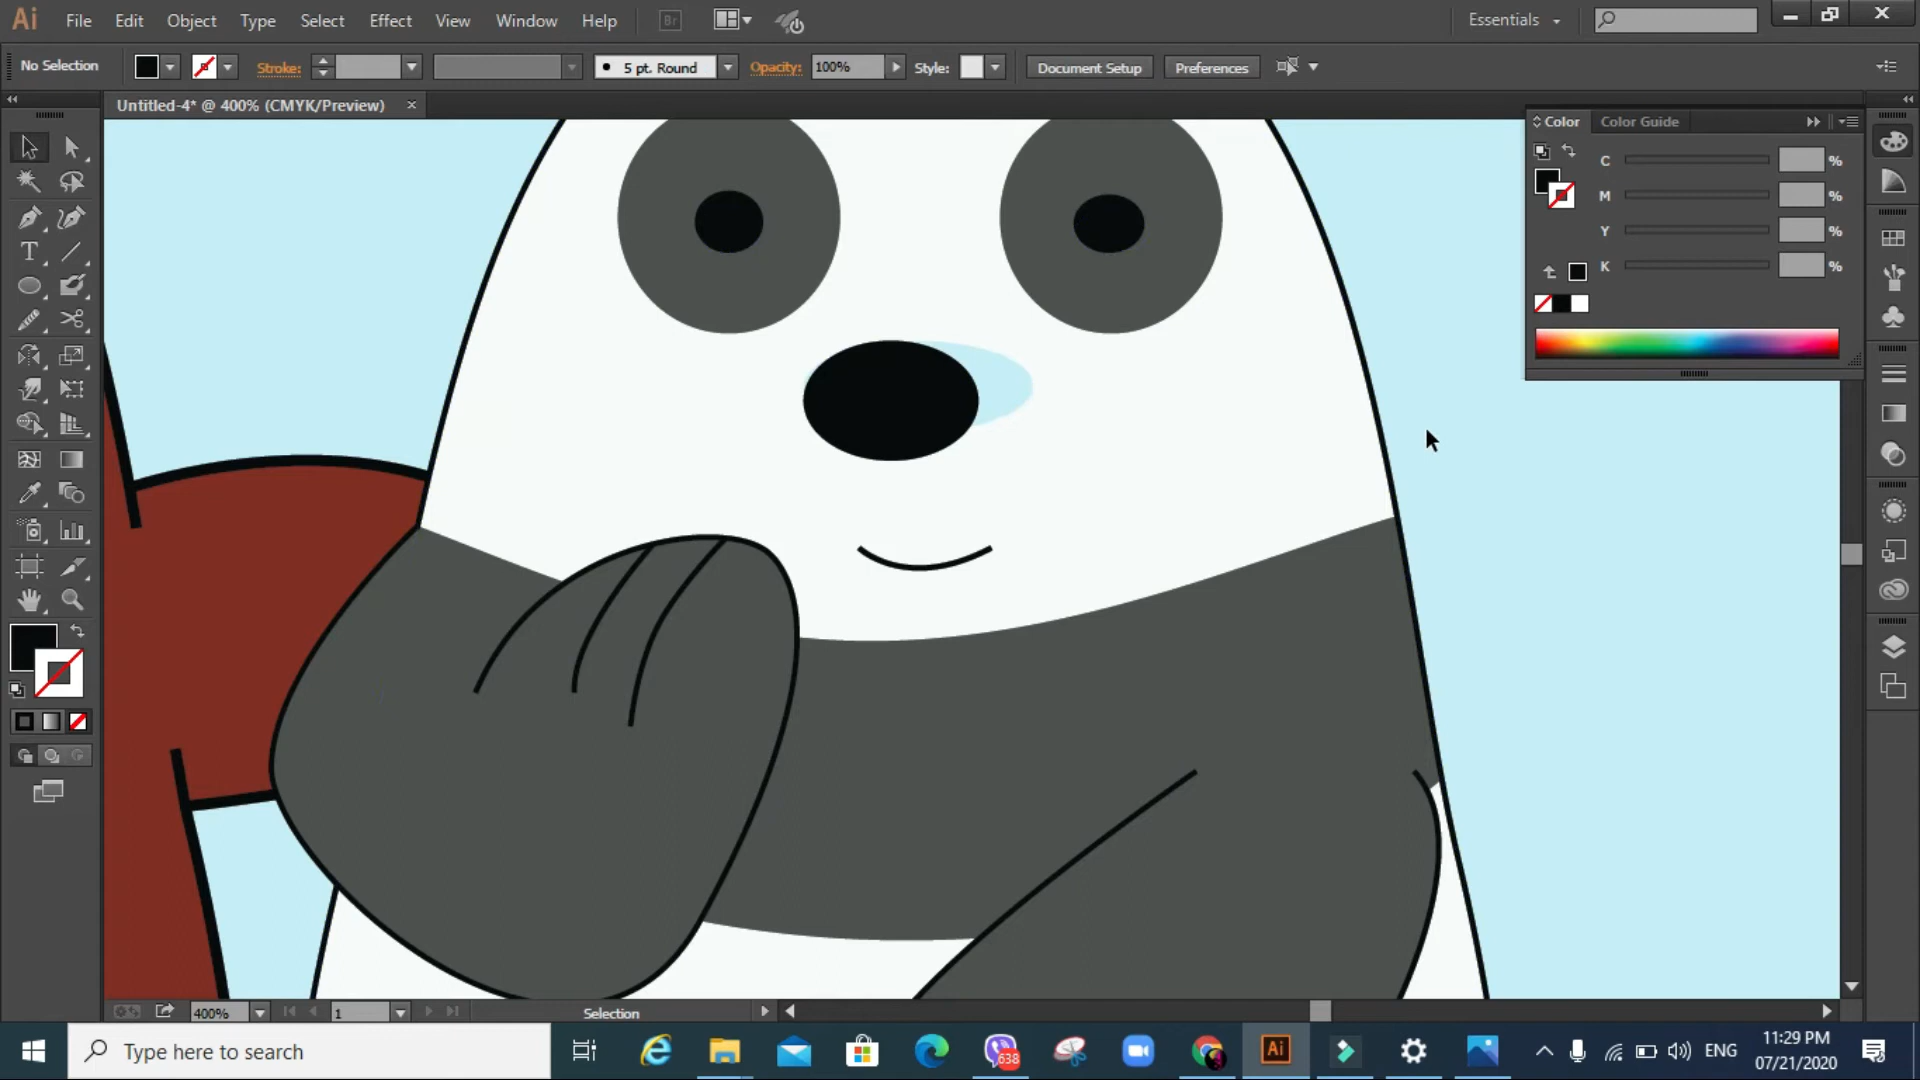 Ai File Edit Object Type Select Effect View Window Help Br Essentials
No Selection Stroke: 5 pt. Round Opacity: 100% Style: Document Setup Preferences
Untitled-4* @ 400% (CMYK/Preview) ×
Color Color Guide
C %
M %
Y %
K %
T
400% 1 Selection
Type here to search 638 Ai ENG 11:29 PM
07/21/2020